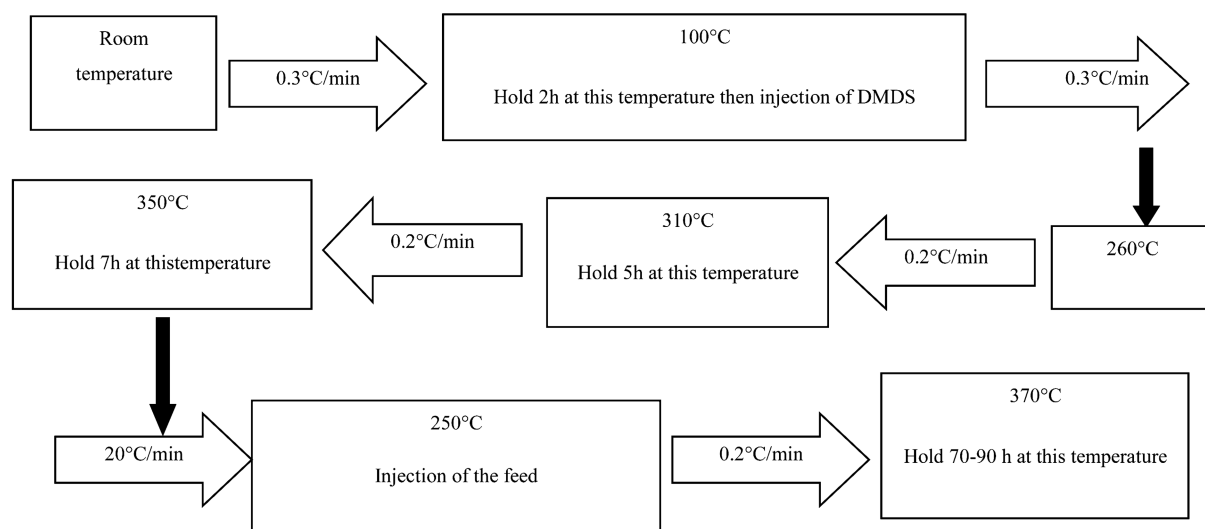 Room
temperature
0.3°C/min
100°C
Hold 2h at this temperature then injection of DMDS
0.3°C/min
260°C
0.2°C/min
310°C
Hold 5h at this temperature
0.2°C/min
350°C
Hold 7h at thistemperature
20°C/min
250°C
Injection of the feed
0.2°C/min
370°C
Hold 70-90 h at this temperature